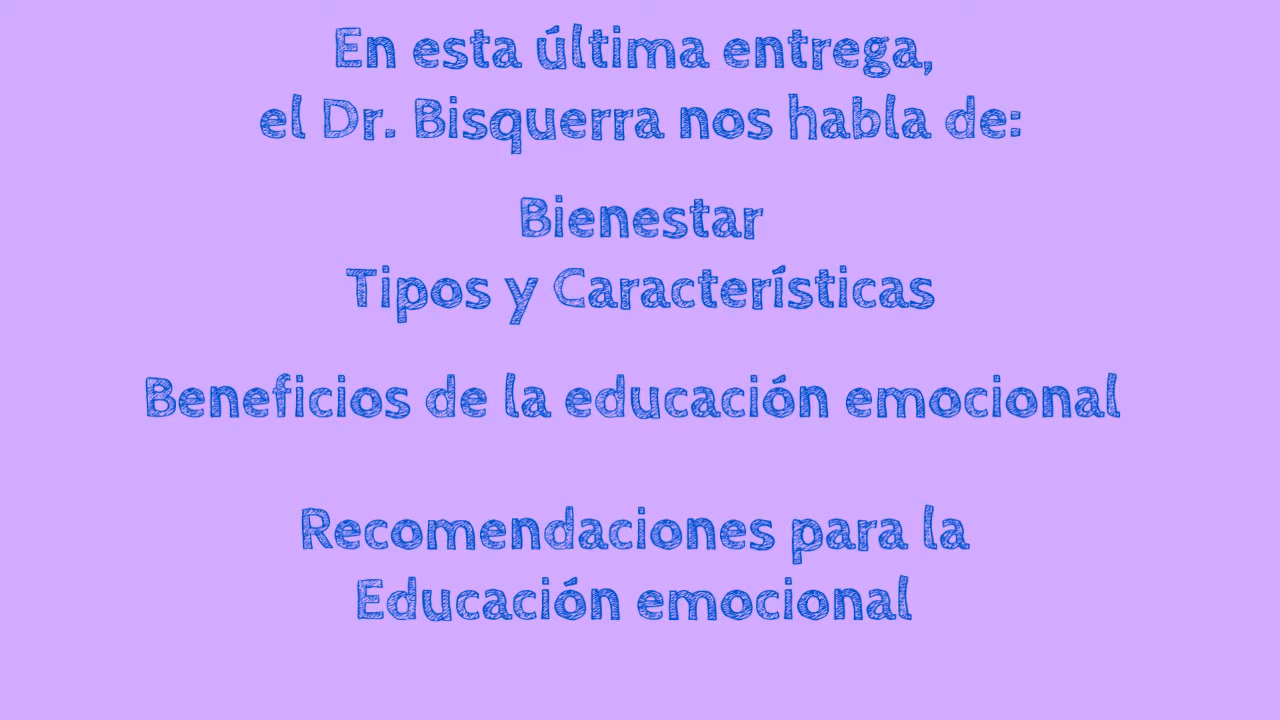 En esta última entrega,
el Dr. Bisquerra nos habla de:
Bienestar
Tipos y Características
Beneficios de la educación emocional
Recomendaciones para la
Educación emocional